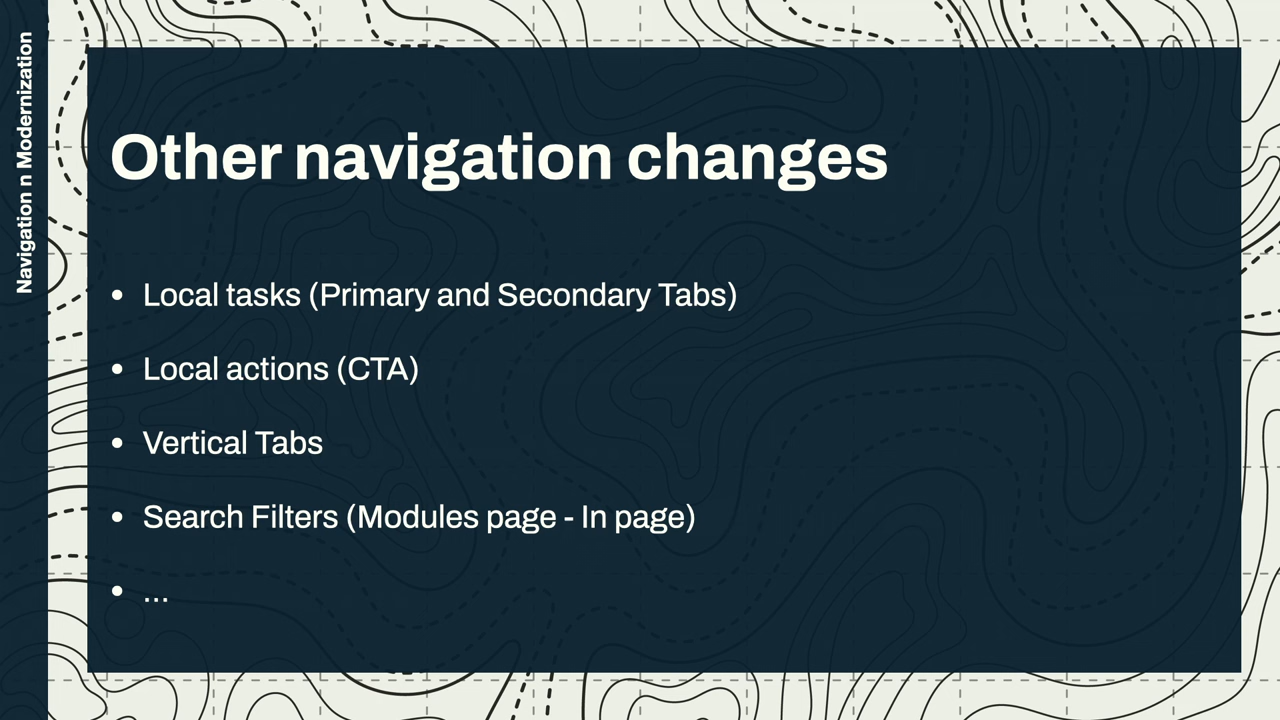 Navigation n Modernization
Other navigation changes
• Local tasks (Primary and Secondary Tabs)
• Local actions (CTA)
• Vertical Tabs
• Search Filters (Modules page - In page)
• ...